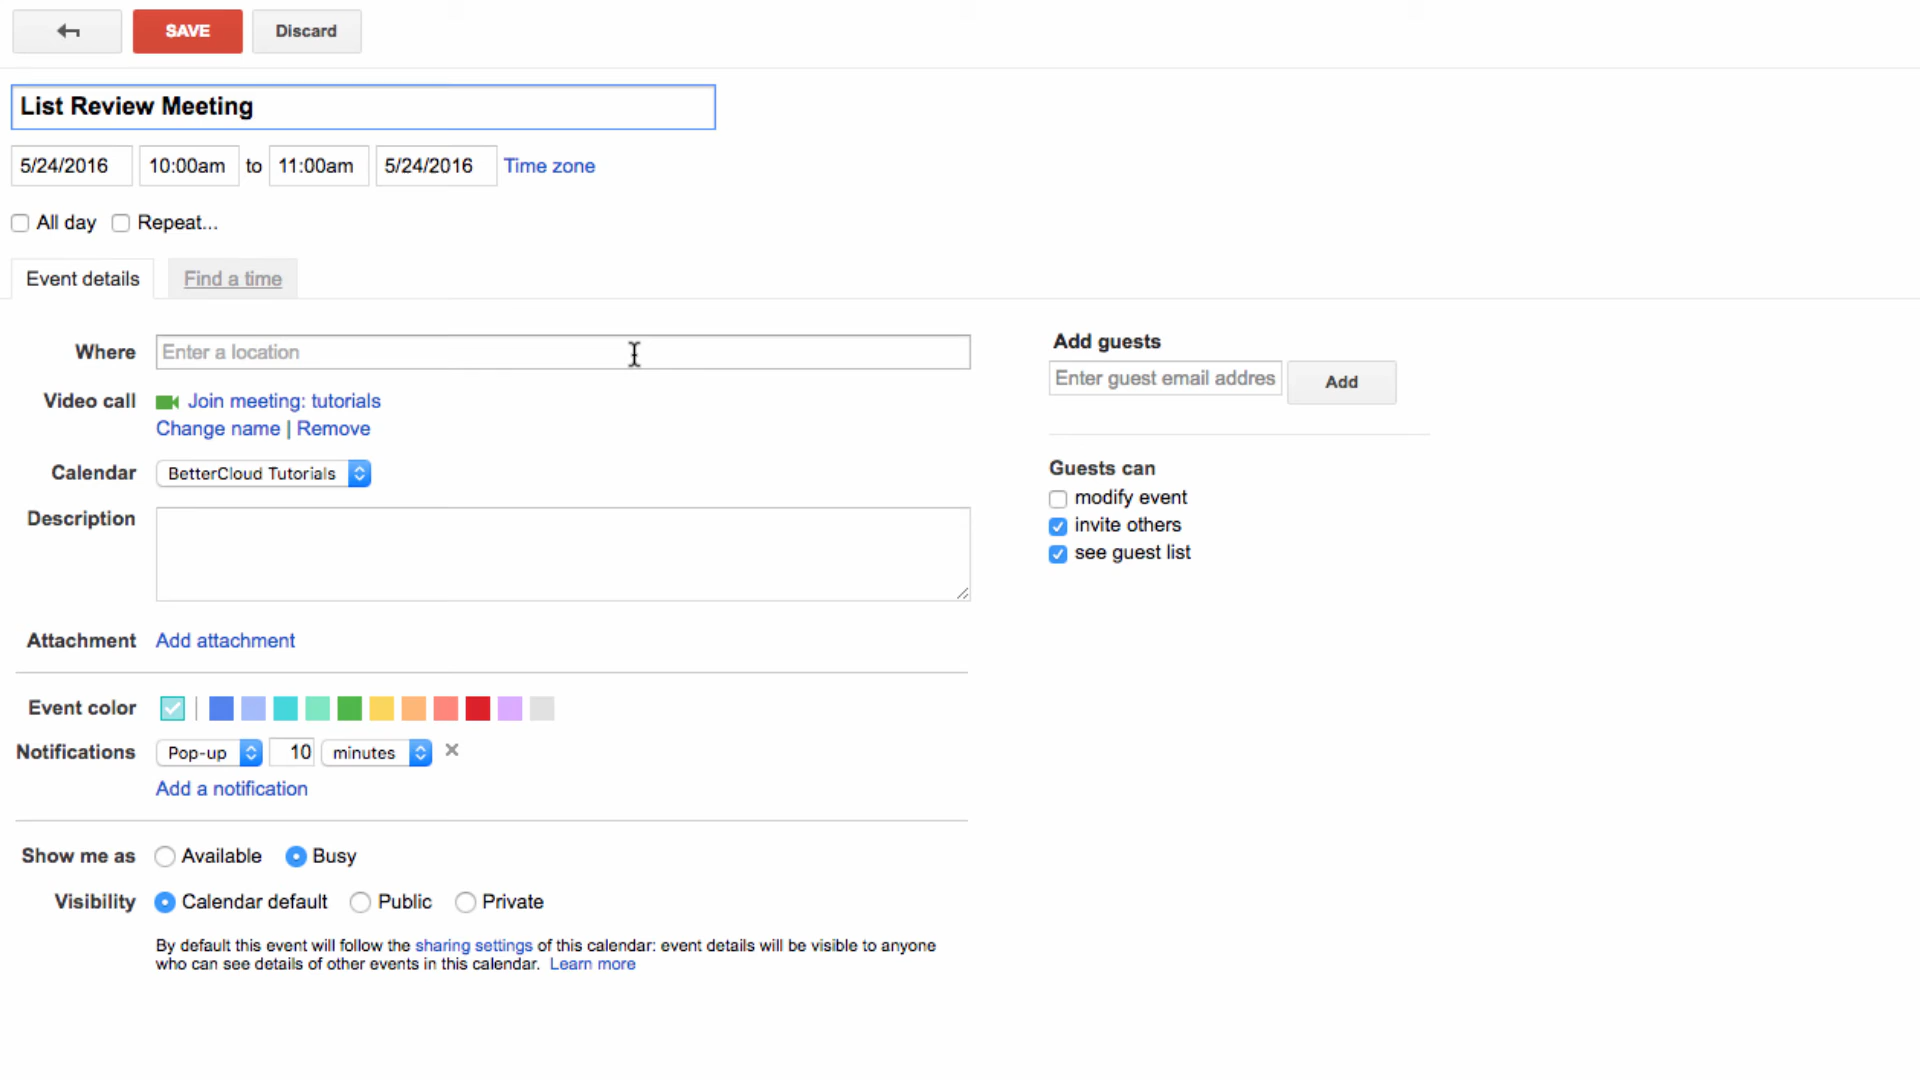 SAVE Discard
List Review Meeting
5/24/2016 10:00am to 11:00am 5/24/2016 Time zone
All day Repeat...
Event details Find a time
Where Enter a location
Video call Join meeting: tutorials
Change name | Remove
Calendar BetterCloud Tutorials
Description
Attachment Add attachment
Event color
Notifications Pop-up 10 minutes
Add a notification
Show me as Available Busy
Visibility Calendar default Public Private
By default this event will follow the sharing settings of this calendar: event details will be visible to anyone
who can see details of other events in this calendar. Learn more
Add guests
Enter guest email addres Add
Guests can
modify event
invite others
see guest list